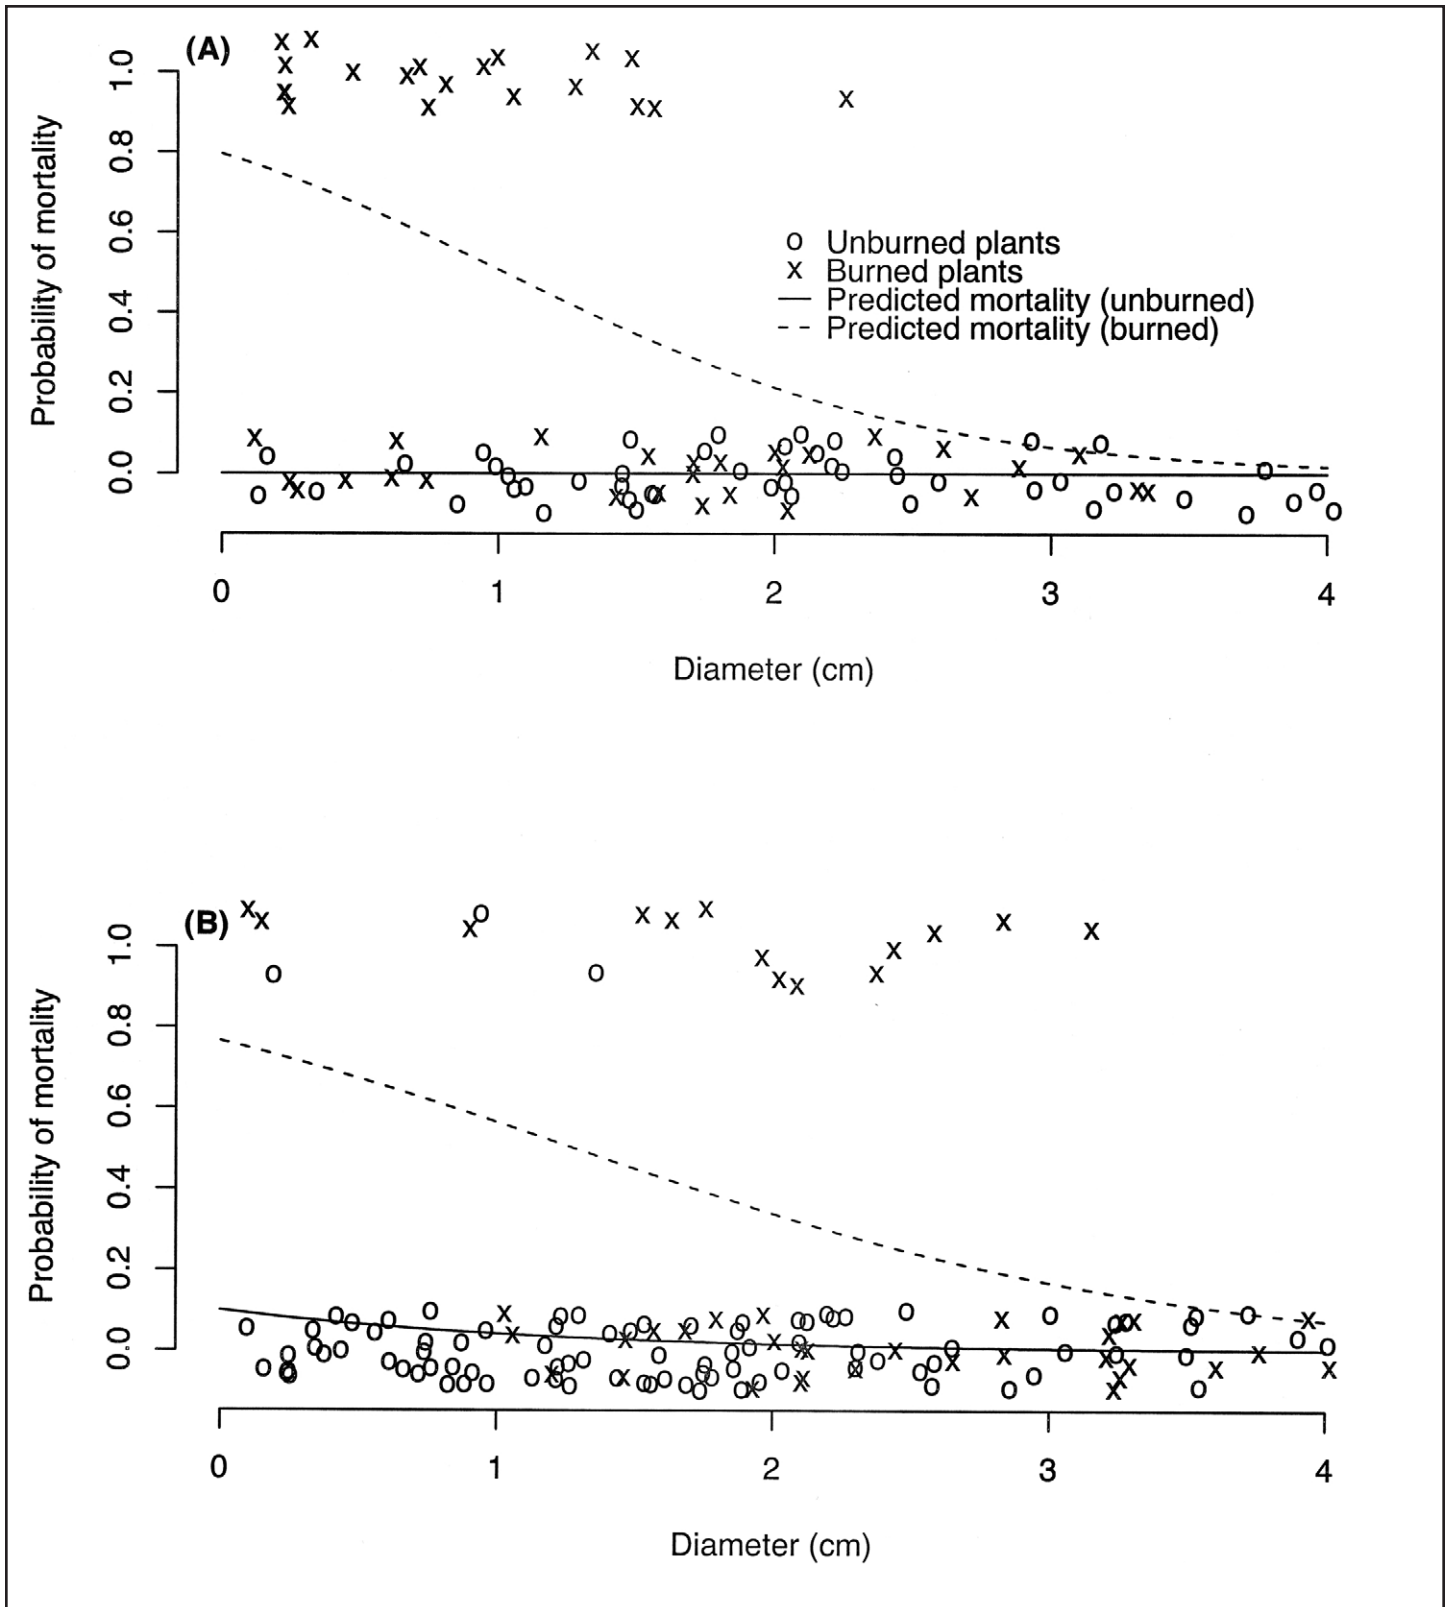 (A)
Probability of mortality
1.0
0.8
0.6
0.4
0.2
0.0
o Unburned plants
x Burned plants
Predicted mortality (unburned)
Predicted mortality (burned)
0 1 2 3 4
Diameter (cm)
(B)
Probability of mortality
1.0
0.8
0.6
0.4
0.2
0.0
0 1 2 3 4
Diameter (cm)